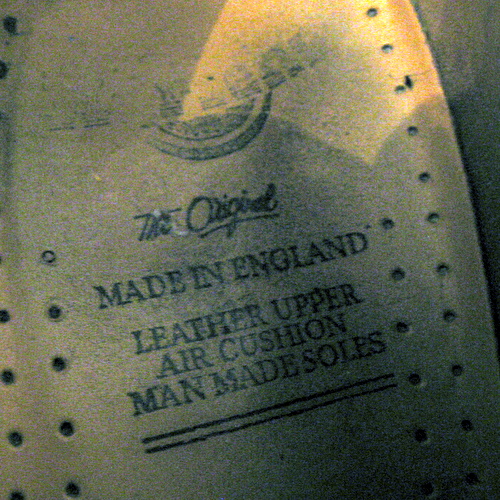 The Original
MADE IN ENGLAND
LEATHER UPPER
AIR CUSHION
MAN MADE SOLES